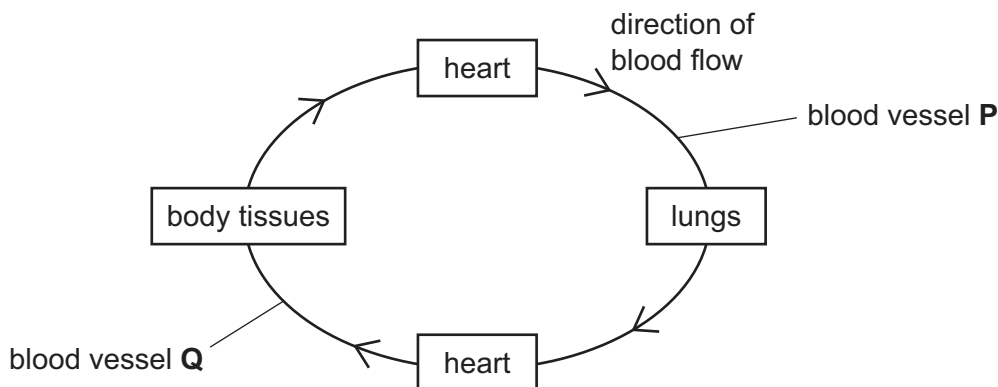 direction of
blood flow
heart
blood vessel P
body tissues
lungs
blood vessel Q
heart